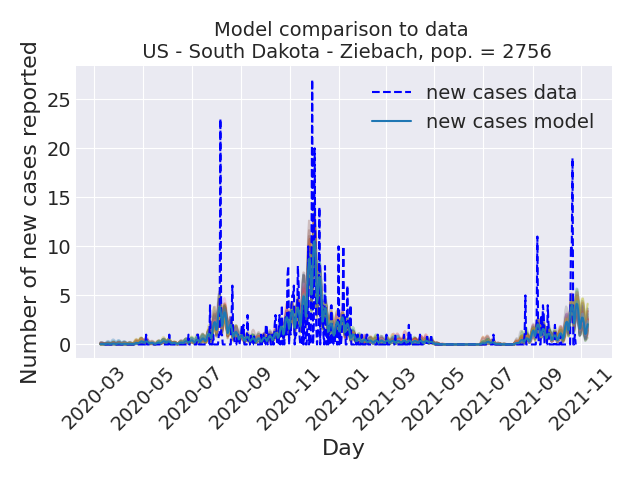 Model comparison to data
US - South Dakota - Ziebach, pop. = 2756
Number of new cases reported
25
20
15
10
5
0
new cases data
new cases model
2020-03
2020-05
2020-07
2020-09
2020-11
2021-01
2021-03
2021-05
2021-07
2021-09
2021-11
Day